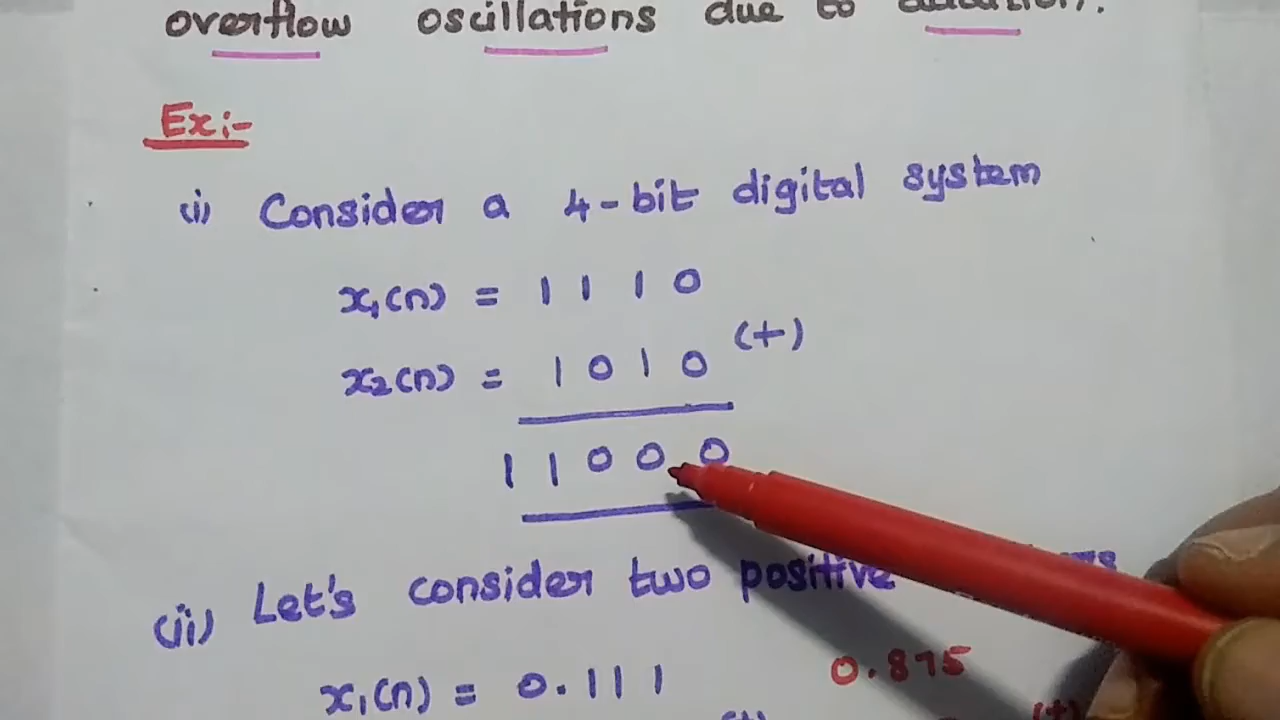 overflow oscillations due to
Ex:-
(i) Consider a 4-bit digital system
x₁(n) = 1 1 1 0
x₂(n) = 1 0 1 0 (+)
1 1 0 0 0
(ii) Let's consider two positive
x₁(n) = 0.111 0.875
(+) (+)